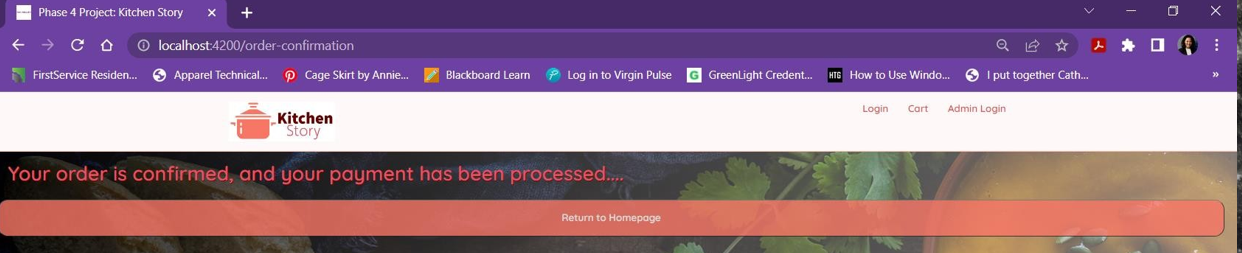 Phase 4 Project: Kitchen Story
localhost:4200/order-confirmation
FirstService Residen...
Apparel Technical...
Cage Skirt by Annie...
Blackboard Learn
Log in to Virgin Pulse
GreenLight Credent...
How to Use Windo...
I put together Cath...
Kitchen
Story
Login
Cart
Admin Login
Your order is confirmed, and your payment has been processed....
Return to Homepage